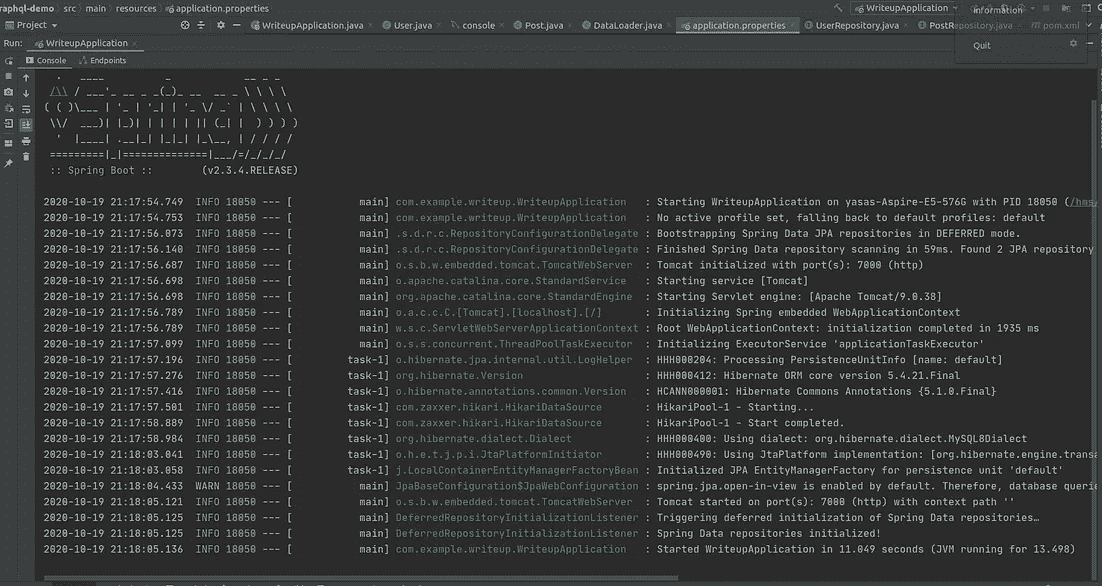 raphql-demo src main resources application.properties WriteupApplication Information
Project WriteupApplication.java User.java console Post.java DataLoader.java application.properties UserRepository.java PostRepository.java pom.xml
Run: WriteupApplication Quit
Console Endpoints
:: Spring Boot :: (v2.3.4.RELEASE)
2020-10-19 21:17:54.749 INFO 18050 --- [ main] com.example.writeup.WriteupApplication : Starting WriteupApplication on yasas-Aspire-E5-576G with PID 18050 (/hms/
2020-10-19 21:17:54.753 INFO 18050 --- [ main] com.example.writeup.WriteupApplication : No active profile set, falling back to default profiles: default
2020-10-19 21:17:56.073 INFO 18050 --- [ main] .s.d.r.c.RepositoryConfigurationDelegate : Bootstrapping Spring Data JPA repositories in DEFERRED mode.
2020-10-19 21:17:56.140 INFO 18050 --- [ main] .s.d.r.c.RepositoryConfigurationDelegate : Finished Spring Data repository scanning in 59ms. Found 2 JPA repository
2020-10-19 21:17:56.687 INFO 18050 --- [ main] o.s.b.w.embedded.tomcat.TomcatWebServer : Tomcat initialized with port(s): 7000 (http)
2020-10-19 21:17:56.698 INFO 18050 --- [ main] o.apache.catalina.core.StandardService : Starting service [Tomcat]
2020-10-19 21:17:56.698 INFO 18050 --- [ main] org.apache.catalina.core.StandardEngine : Starting Servlet engine: [Apache Tomcat/9.0.38]
2020-10-19 21:17:56.789 INFO 18050 --- [ main] o.a.c.c.C.[Tomcat].[localhost].[/] : Initializing Spring embedded WebApplicationContext
2020-10-19 21:17:56.789 INFO 18050 --- [ main] w.s.c.ServletWebServerApplicationContext : Root WebApplicationContext: initialization completed in 1935 ms
2020-10-19 21:17:57.099 INFO 18050 --- [ main] o.s.s.concurrent.ThreadPoolTaskExecutor : Initializing ExecutorService 'applicationTaskExecutor'
2020-10-19 21:17:57.196 INFO 18050 --- [ task-1] o.hibernate.jpa.internal.util.LogHelper : HHH000204: Processing PersistenceUnitInfo [name: default]
2020-10-19 21:17:57.276 INFO 18050 --- [ task-1] org.hibernate.Version : HHH000412: Hibernate ORM core version 5.4.21.Final
2020-10-19 21:17:57.416 INFO 18050 --- [ task-1] o.hibernate.annotations.common.Version : HCANN000001: Hibernate Commons Annotations {5.1.0.Final}
2020-10-19 21:17:57.501 INFO 18050 --- [ task-1] com.zaxxer.hikari.HikariDataSource : HikariPool-1 - Starting...
2020-10-19 21:17:58.889 INFO 18050 --- [ task-1] com.zaxxer.hikari.HikariDataSource : HikariPool-1 - Start completed.
2020-10-19 21:17:58.984 INFO 18050 --- [ task-1] org.hibernate.dialect.Dialect : HHH000400: Using dialect: org.hibernate.dialect.MySQL8Dialect
2020-10-19 21:18:03.041 INFO 18050 --- [ task-1] o.h.e.t.j.p.i.JtaPlatformInitiator : HHH000490: Using JtaPlatform implementation: [org.hibernate.engine.transa
2020-10-19 21:18:03.058 INFO 18050 --- [ task-1] j.LocalContainerEntityManagerFactoryBean : Initialized JPA EntityManagerFactory for persistence unit 'default'
2020-10-19 21:18:04.433 WARN 18050 --- [ main] JpaBaseConfiguration$JpaWebConfiguration : spring.jpa.open-in-view is enabled by default. Therefore, database querie
2020-10-19 21:18:05.121 INFO 18050 --- [ main] o.s.b.w.embedded.tomcat.TomcatWebServer : Tomcat started on port(s): 7000 (http) with context path ''
2020-10-19 21:18:05.125 INFO 18050 --- [ main] DeferredRepositoryInitializationListener : Triggering deferred initialization of Spring Data repositories…
2020-10-19 21:18:05.125 INFO 18050 --- [ main] DeferredRepositoryInitializationListener : Spring Data repositories initialized!
2020-10-19 21:18:05.136 INFO 18050 --- [ main] com.example.writeup.WriteupApplication : Started WriteupApplication in 11.049 seconds (JVM running for 13.498)